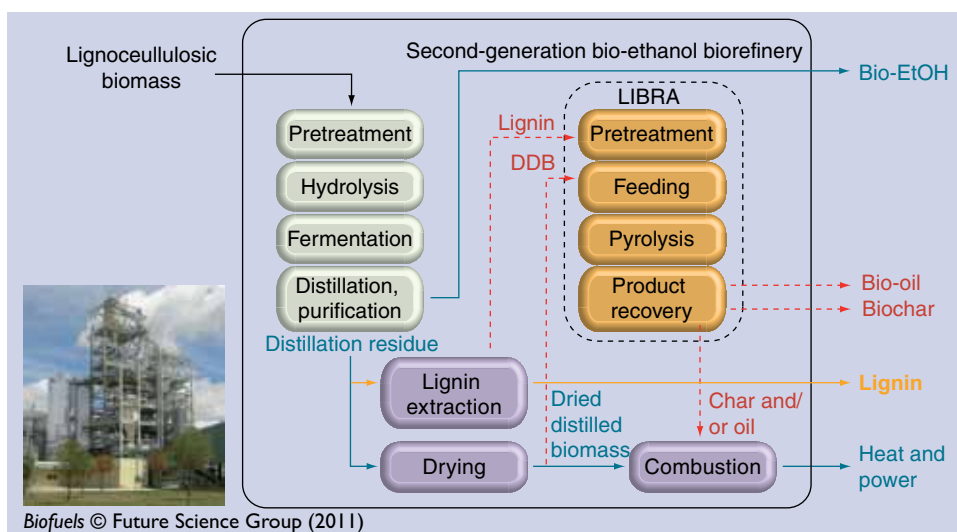 Lignoceullulosic
biomass
Second-generation bio-ethanol biorefinery
Bio-EtOH
LIBRA
Pretreatment
Hydrolysis
Fermentation
Distillation,
purification
Distillation residue
Lignin
DDB
Pretreatment
Feeding
Pyrolysis
Product
recovery
Bio-oil
Biochar
Lignin
extraction
Lignin
Dried
distilled
biomass
Char and/
or oil
Drying
Combustion
Heat and
power
Biofuels © Future Science Group (2011)